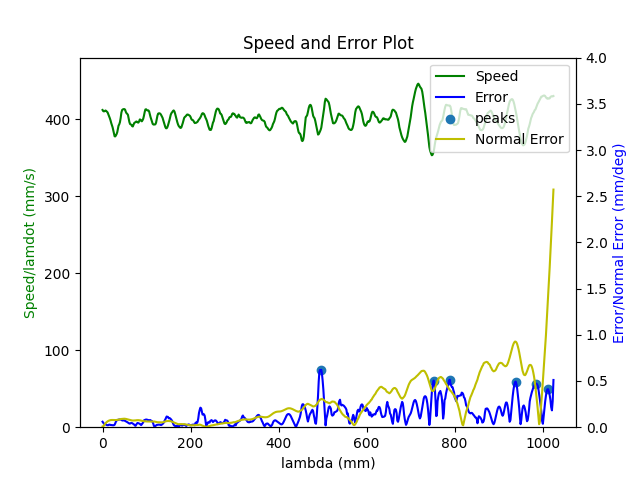 Speed and Error Plot
Speed/lamdot (mm/s)
400
300
200
100
0
4.0
3.5
3.0
2.5
2.0
1.5
1.0
0.5
0.0
Error/Normal Error (mm/deg)
Speed
Error
peaks
Normal Error
0
200
400
600
800
1000
lambda (mm)